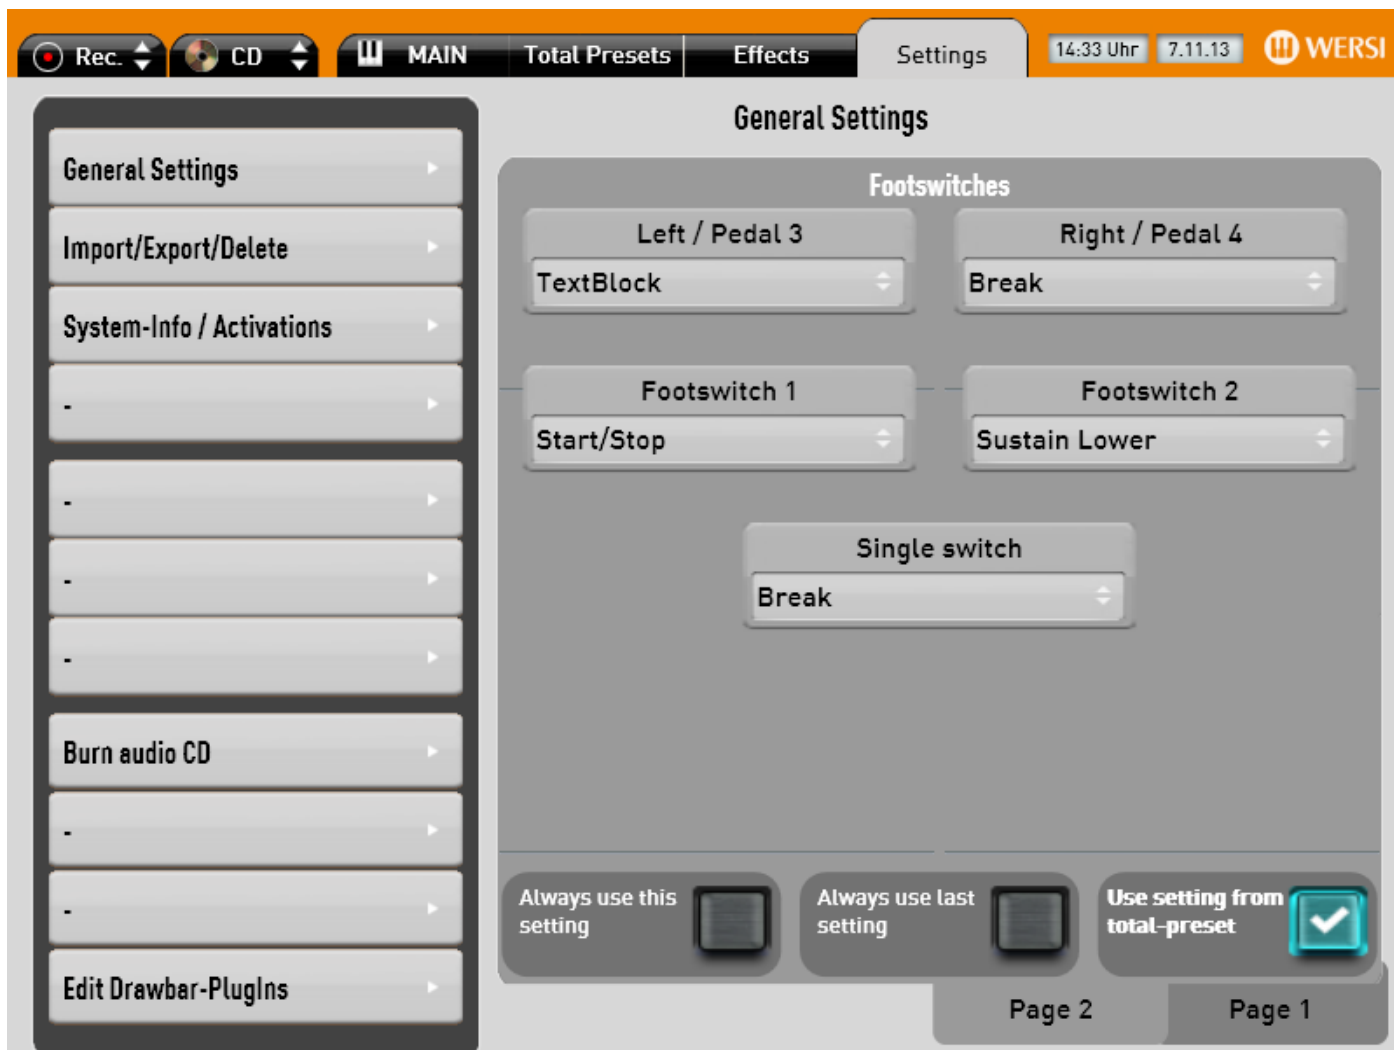 Rec.
CD
MAIN
Total Presets
Effects
Settings
14:33 Uhr
7.11.13
WERSI
General Settings
Import/Export/Delete
System-Info / Activations
-
-
-
-
Burn audio CD
-
-
Edit Drawbar-PlugIns
General Settings
Footswitches
Left / Pedal 3
TextBlock
Right / Pedal 4
Break
Footswitch 1
Start/Stop
Footswitch 2
Sustain Lower
Single switch
Break
Always use this
setting
Always use last
setting
Use setting from
total-preset
Page 2
Page 1